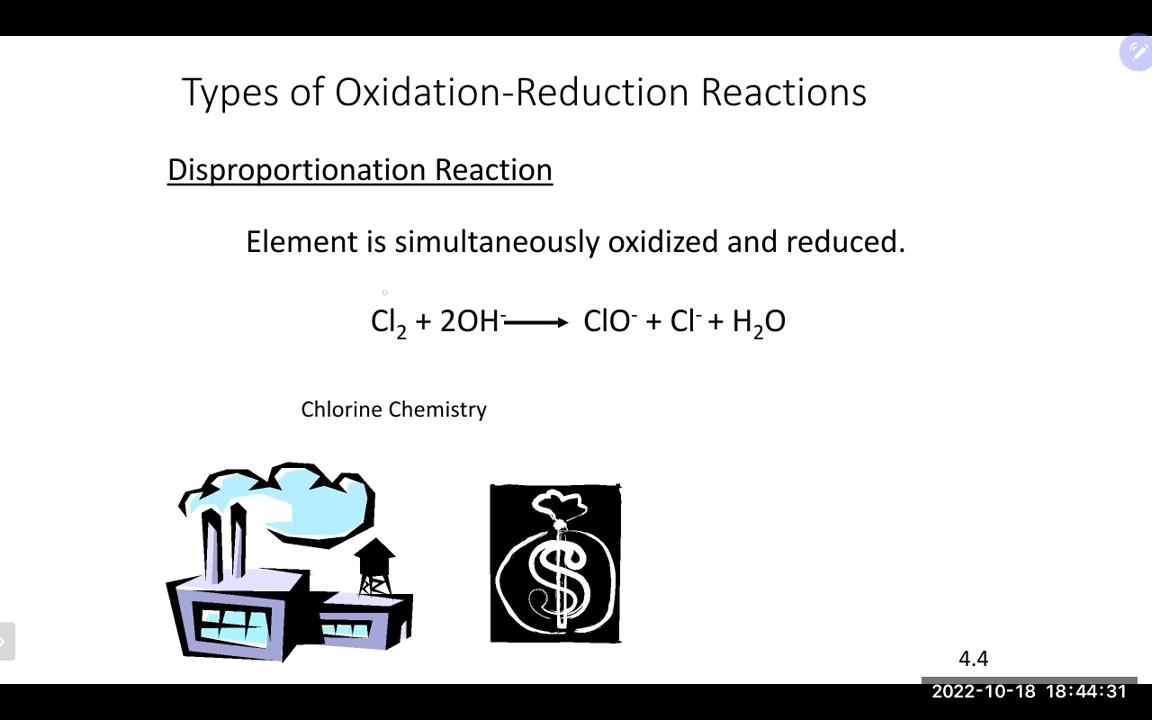 Types of Oxidation-Reduction Reactions
Disproportionation Reaction
Element is simultaneously oxidized and reduced.
Cl₂ + 2OH⁻ ⟶ ClO⁻ + Cl⁻ + H₂O
Chlorine Chemistry
$
4.4
2022-10-18 18:44:31